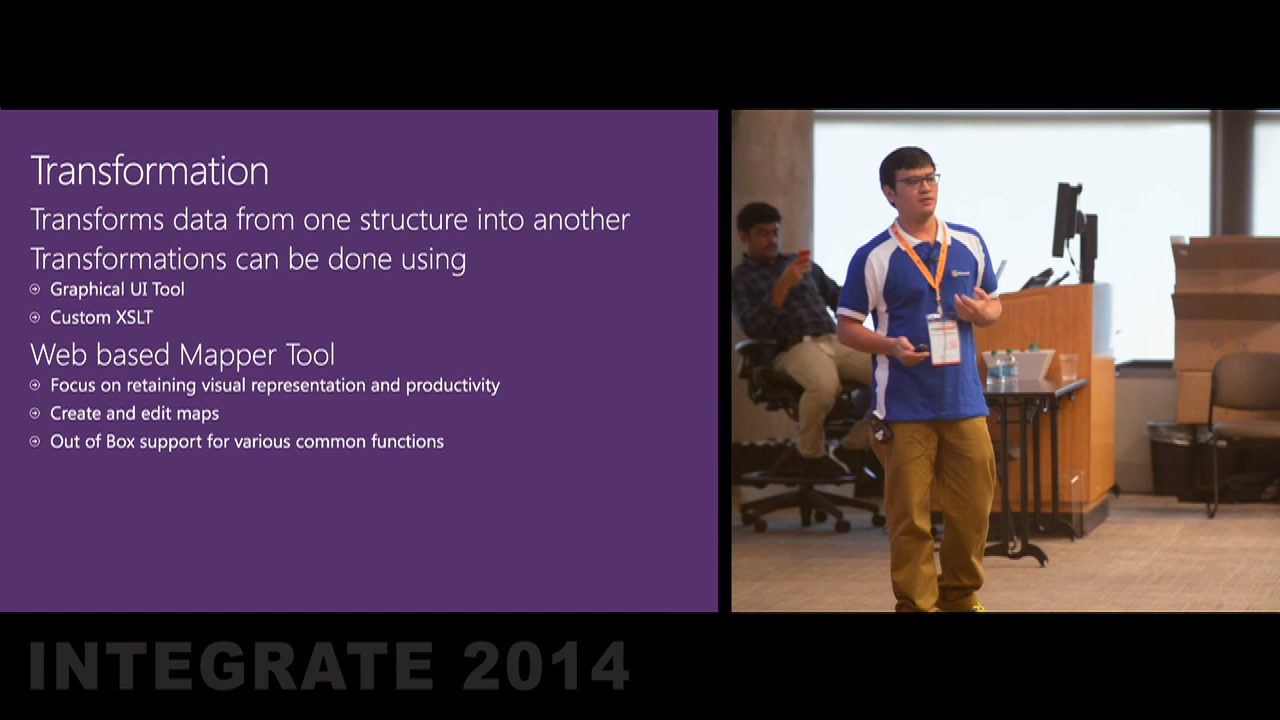 Transformation
Transforms data from one structure into another
Transformations can be done using
Graphical UI Tool
Custom XSLT
Web based Mapper Tool
Focus on retaining visual representation and productivity
Create and edit maps
Out of Box support for various common functions
INTEGRATE 2014